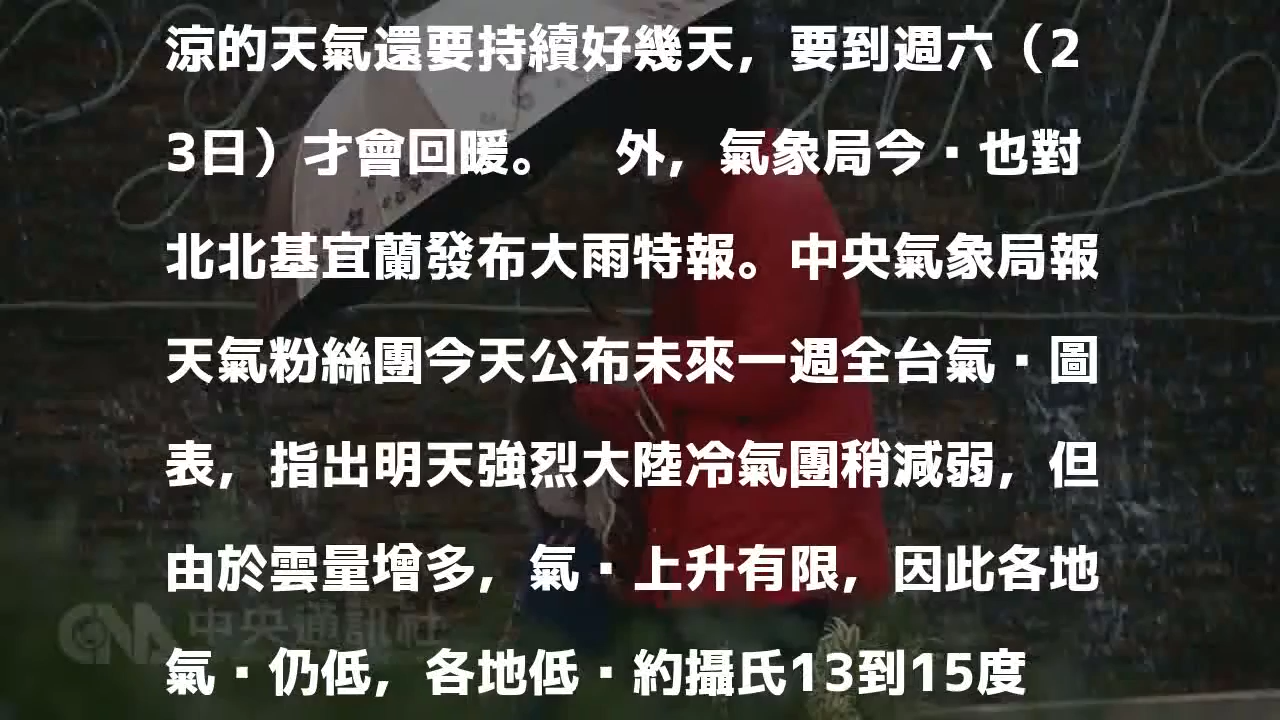 涼的天氣還要持續好幾天，要到週六（2
3日）才會回暖。　外，氣象局今▪也對
北北基宜蘭發布大雨特報。中央氣象局報
天氣粉絲團今天公布未來一週全台氣▪圖
表，指出明天強烈大陸冷氣團稍減弱，但
由於雲量增多，氣▪上升有限，因此各地
氣▪仍低，各地低▪約攝氏13到15度
CNA 中央通訊社